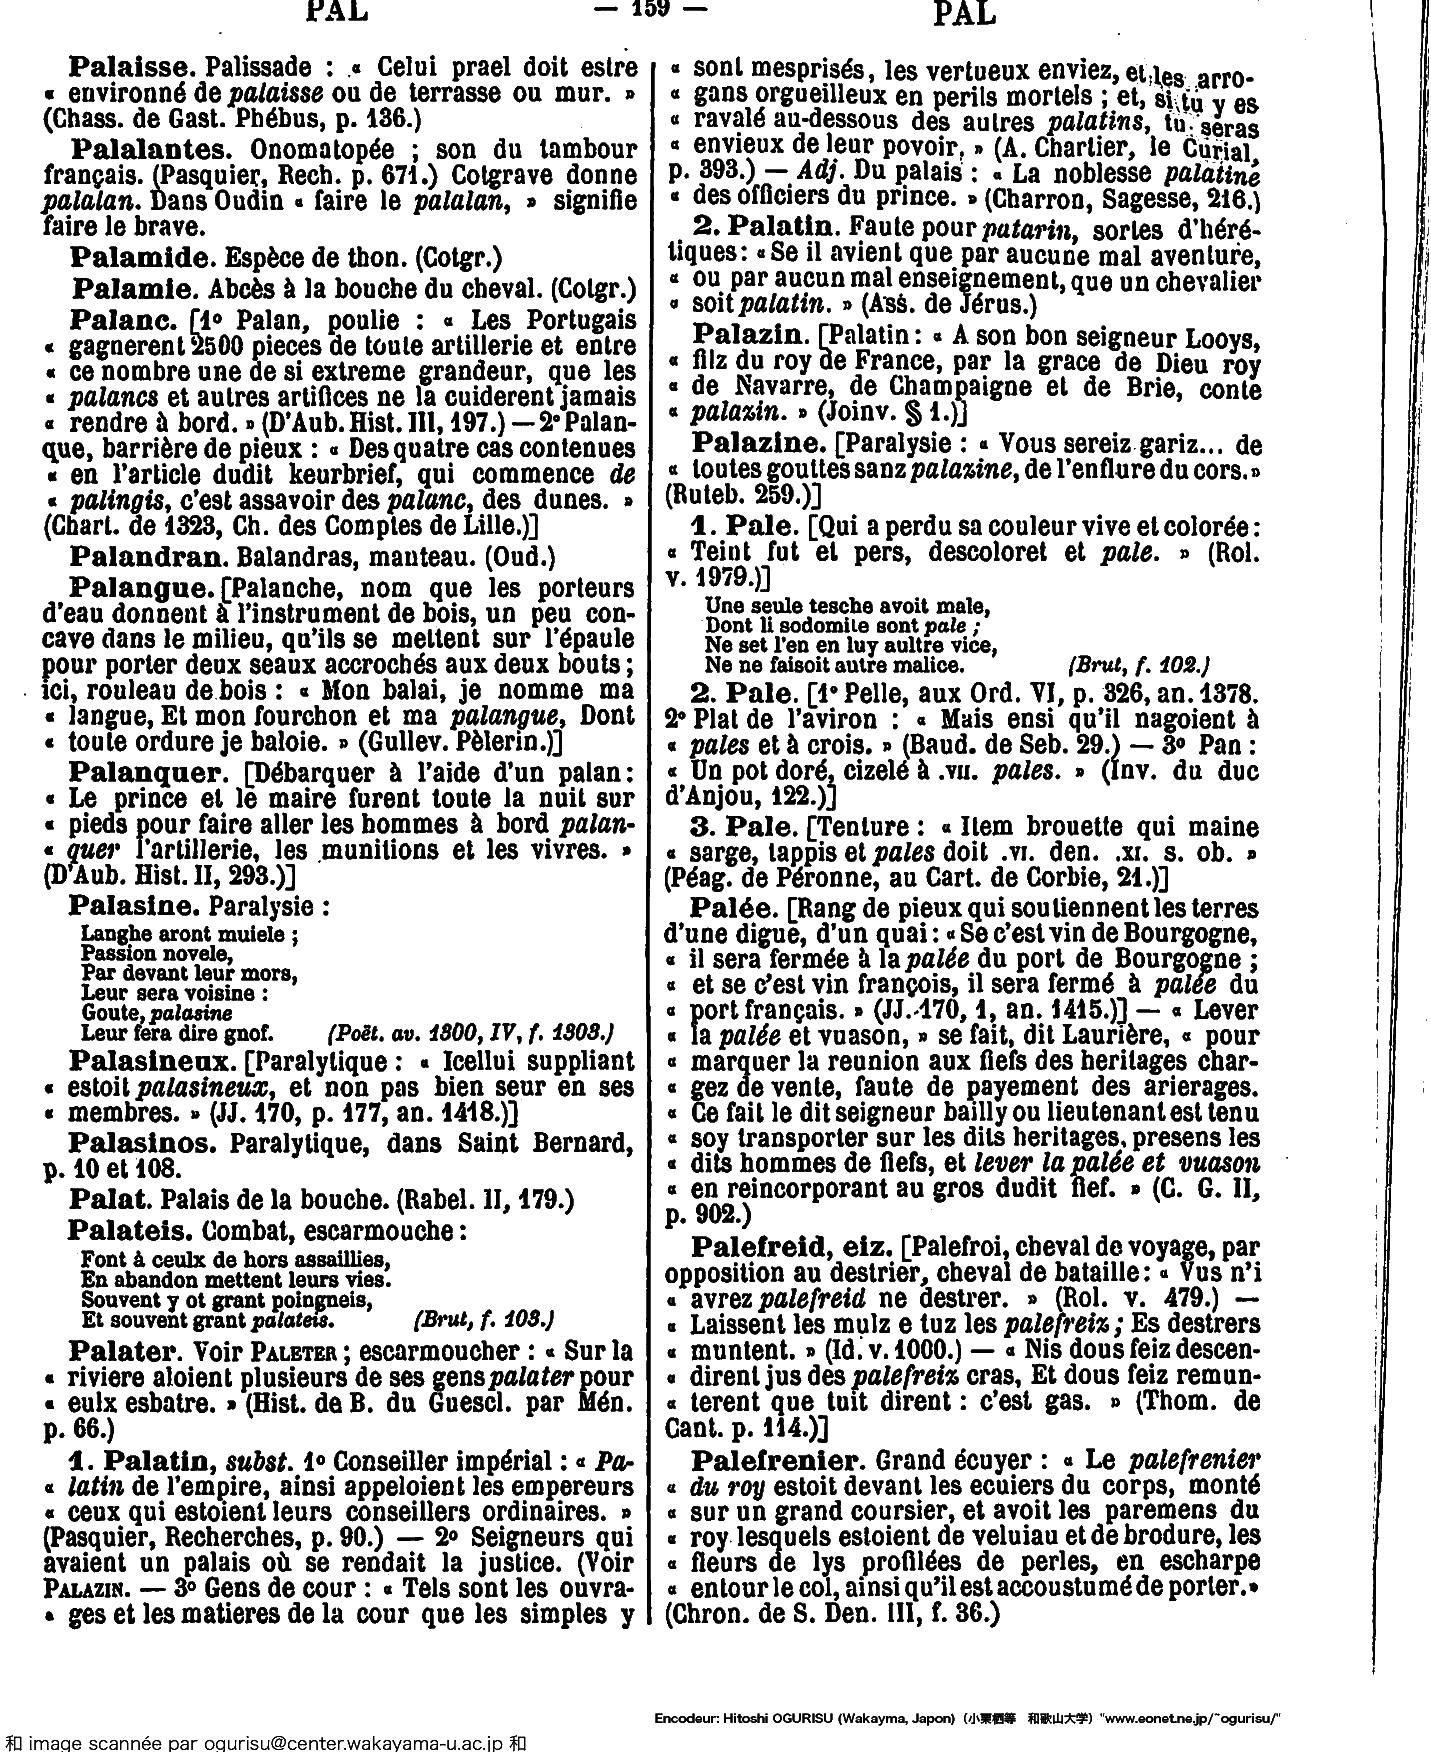 PAL — 159 — PAL
Palaisse. Palissade : « Celui prael doit estre
« environné de palaisse ou de terrasse ou mur. »
(Chass. de Gast. Phébus, p. 136.)
Palalantes. Onomatopée ; son du tambour
français. (Pasquier, Rech. p. 671.) Cotgrave donne
palalan. Dans Oudin « faire le palalan, » signifie
faire le brave.
Palamide. Espèce de thon. (Cotgr.)
Palamie. Abcès à la bouche du cheval. (Cotgr.)
Palanc. [1º Palan, poulie : « Les Portugais
« gagnerent 2500 pieces de toute artillerie et entre
« ce nombre une de si extreme grandeur, que les
« palancs et autres artifices ne la cuiderent jamais
« rendre à bord. » (D'Aub. Hist. III, 197.) — 2º Palan-
que, barrière de pieux : « Des quatre cas contenues
« en l'article dudit keurbrief, qui commence de
« palingis, c'est assavoir des palanc, des dunes. »
(Chart. de 1323, Ch. des Comptes de Lille.)]
Palandran. Balandras, manteau. (Oud.)
Palangue. [Palanche, nom que les porteurs
d'eau donnent à l'instrument de bois, un peu con-
cave dans le milieu, qu'ils se mettent sur l'épaule
pour porter deux seaux accrochés aux deux bouts ;
ici, rouleau de bois : « Mon balai, je nomme ma
« langue, Et mon fourchon et ma palangue, Dont
« toute ordure je baloie. » (Gullev. Pèlerin.)]
Palanquer. [Débarquer à l'aide d'un palan :
« Le prince et le maire furent toute la nuit sur
« pieds pour faire aller les hommes à bord palan-
« quer l'artillerie, les munitions et les vivres. »
(D'Aub. Hist. II, 293.)]
Palasine. Paralysie :
Langhe aront muiele ;
Passion novele,
Par devant leur mors,
Leur sera voisine :
Goute, palasine
Leur fera dire gnof. (Poët. av. 1300, IV, f. 1303.)
Palasineux. [Paralytique : « Icellui suppliant
« estoit palasineux, et non pas bien seur en ses
« membres. » (JJ. 170, p. 177, an. 1418.)]
Palasinos. Paralytique, dans Saint Bernard,
p. 10 et 108.
Palat. Palais de la bouche. (Rabel. II, 179.)
Palateis. Combat, escarmouche :
Font à ceulx de hors assaillies,
En abandon mettent leurs vies.
Souvent y ot grant poingneis,
Et souvent grant palateis. (Brut, f. 103.)
Palater. Voir PALETER ; escarmoucher : « Sur la
« riviere aloient plusieurs de ses gens palater pour
« eulx esbatre. » (Hist. de B. du Guescl. par Mén.
p. 66.)
1. Palatin, subst. 1º Conseiller impérial : « Pa-
« latin de l'empire, ainsi appeloient les empereurs
« ceux qui estoient leurs conseillers ordinaires. »
(Pasquier, Recherches, p. 90.) — 2º Seigneurs qui
avaient un palais où se rendait la justice. (Voir
PALAZIN. — 3º Gens de cour : « Tels sont les ouvra-
« ges et les matieres de la cour que les simples y
« sont mesprisés, les vertueux enviez, et les arro-
« gans orgueilleux en perils mortels ; et, si tu y es
« ravalé au-dessous des autres palatins, tu seras
« envieux de leur povoir, » (A. Chartier, le Curial,
p. 393.) — Adj. Du palais : « La noblesse palatine
« des officiers du prince. » (Charron, Sagesse, 216.)
2. Palatin. Faute pour patarin, sortes d'héré-
tiques : « Se il avient que par aucune mal aventure,
« ou par aucun mal enseignement, que un chevalier
« soit palatin. » (Ass. de Jérus.)
Palazin. [Palatin : « A son bon seigneur Looys,
« filz du roy de France, par la grace de Dieu roy
« de Navarre, de Champaigne et de Brie, conte
« palazin. » (Joinv. § 1.)]
Palazine. [Paralysie : « Vous sereiz gariz... de
« toutes gouttes sanz palazine, de l'enflure du cors. »
(Ruteb. 259.)]
1. Pale. [Qui a perdu sa couleur vive et colorée :
« Teint fut et pers, descoloret et pale. » (Rol.
v. 1979.)]
Une seule tesche avoit male,
Dont li sodomite sont pale ;
Ne set l'en en luy aultre vice,
Ne ne faisoit autre malice. (Brut, f. 102.)
2. Pale. [1º Pelle, aux Ord. VI, p. 326, an. 1378.
2º Plat de l'aviron : « Mais ensi qu'il nagoient à
« pales et à crois. » (Baud. de Seb. 29.) — 3º Pan :
« Un pot doré, cizelé à .VII. pales. » (Inv. du duc
d'Anjou, 122.)]
3. Pale. [Tenture : « Item brouette qui maine
« sarge, tappis et pales doit .VI. den. .XI. s. ob. »
(Péag. de Péronne, au Cart. de Corbie, 21.)]
Palée. [Rang de pieux qui soutiennent les terres
d'une digue, d'un quai : « Se c'est vin de Bourgogne,
« il sera fermée à la palée du port de Bourgogne ;
« et se c'est vin françois, il sera fermé à palée du
« port français. » (JJ. 170, 1, an. 1415.)] — « Lever
« la palée et vuason, » se fait, dit Laurière, « pour
« marquer la reunion aux fiefs des heritages char-
« gez de vente, faute de payement des arierages.
« Ce fait le dit seigneur bailly ou lieutenant est tenu
« soy transporter sur les dits heritages, presens les
« dits hommes de fiefs, et lever la palée et vuason
« en reincorporant au gros dudit fief. » (C. G. II,
p. 902.)
Palefreid, eiz. [Palefroi, cheval de voyage, par
opposition au destrier, cheval de bataille : « Vus n'i
« avrez palefreid ne destrer. » (Rol. v. 479.) —
« Laissent les mulz e tuz les palefreiz ; Es destrers
« muntent. » (Id. v. 1000.) — « Nis dous feiz descen-
« dirent jus des palefreiz cras, Et dous feiz remun-
« terent que tuit dirent : c'est gas. » (Thom. de
Cant. p. 114.)]
Palefrenier. Grand écuyer : « Le palefrenier
« du roy estoit devant les ecuiers du corps, monté
« sur un grand coursier, et avoit les paremens du
« roy lesquels estoient de veluiau et de brodure, les
« fleurs de lys profilées de perles, en escharpe
« entour le col, ainsi qu'il est accoustumé de porter. »
(Chron. de S. Den. III, f. 36.)
Encodeur: Hitoshi OGURISU (Wakayma, Japon) (小栗栖等 和歌山大学) "www.eonet.ne.jp/~ogurisu/"
和 image scannée par ogurisu@center.wakayama-u.ac.jp 和